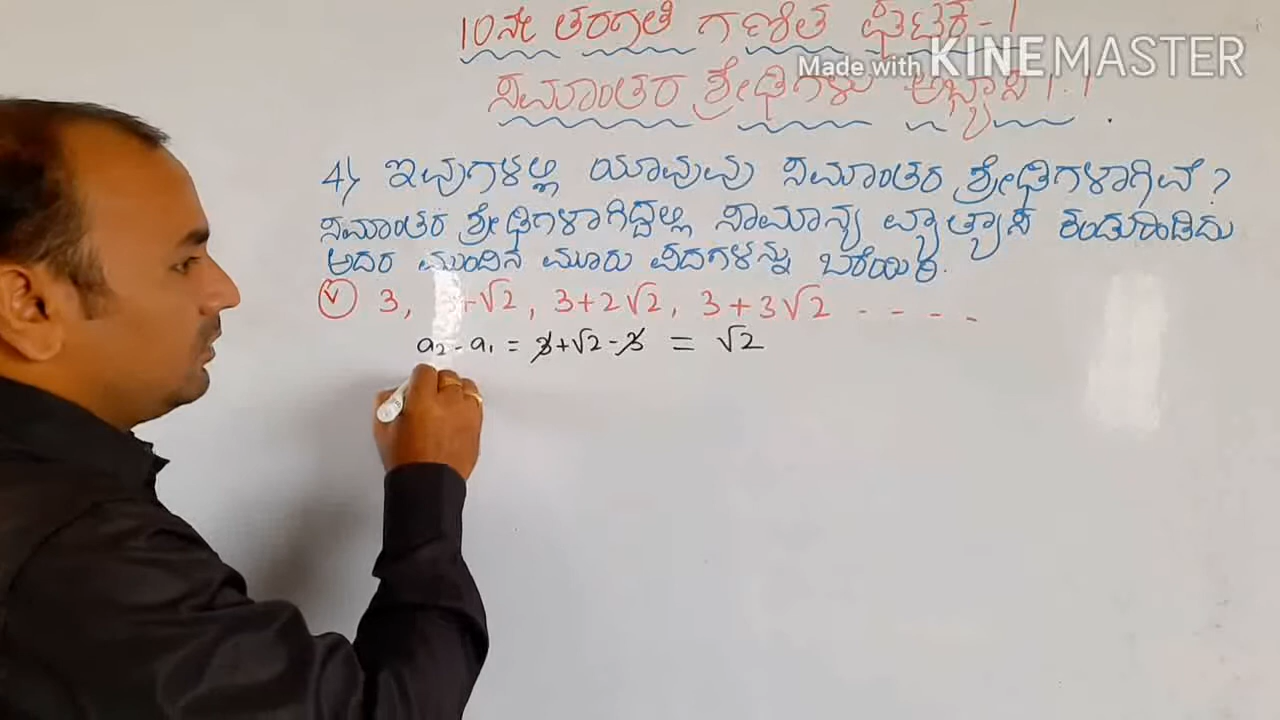 10ನೇ ತರಗತಿ ಗಣಿತ ಘಟಕ-1
Made with KINEMASTER
ಸಮಾಂತರ ಶ್ರೇಢಿಗಳು ಅಭ್ಯಾಸ 1.1
4) ಇವುಗಳಲ್ಲಿ ಯಾವುವು ಸಮಾಂತರ ಶ್ರೇಢಿಗಳಾಗಿವೆ ?
ಸಮಾಂತರ ಶ್ರೇಢಿಗಳಾಗಿದ್ದಲ್ಲಿ ಸಾಮಾನ್ಯ ವ್ಯಾತ್ಯಾಸ ಕಂಡುಹಿಡಿದು
ಅದರ ಮುಂದಿನ ಮೂರು ಪದಗಳನ್ನು ಬರೆಯಿರಿ.
(v) 3, 3+√2, 3+2√2, 3+3√2 - - - -
a₂ - a₁ = 3+√2-3 = √2